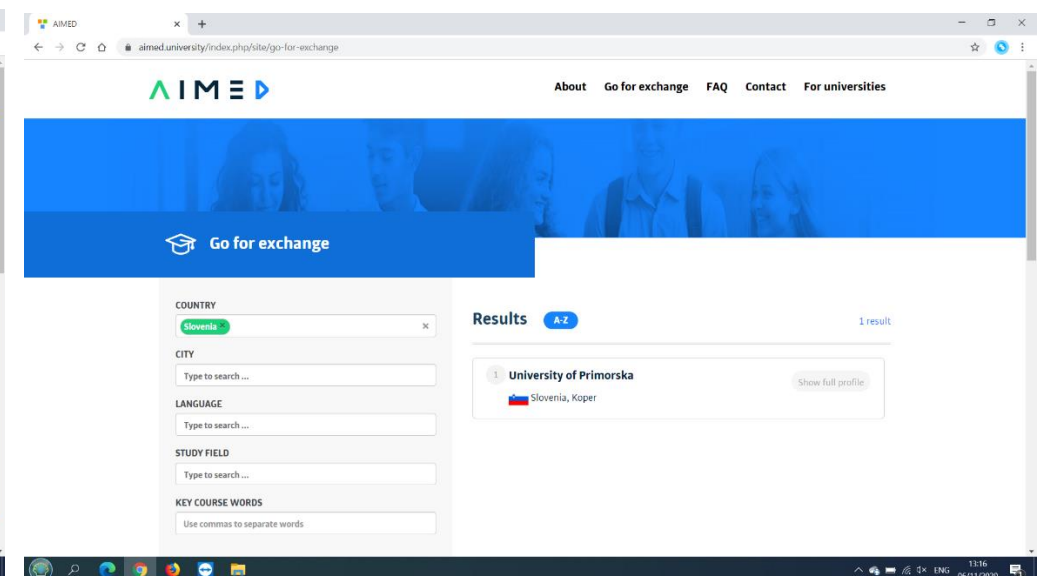 AIMED
aimed.university/index.php/site/go-for-exchange
AIMED
About Go for exchange FAQ Contact For universities
Go for exchange
COUNTRY
Slovenia ×
CITY
Type to search ...
LANGUAGE
Type to search ...
STUDY FIELD
Type to search ...
KEY COURSE WORDS
Use commas to separate words
Results A-Z 1 result
1 University of Primorska
Show full profile
Slovenia, Koper
ENG
13:16
06/11/2020